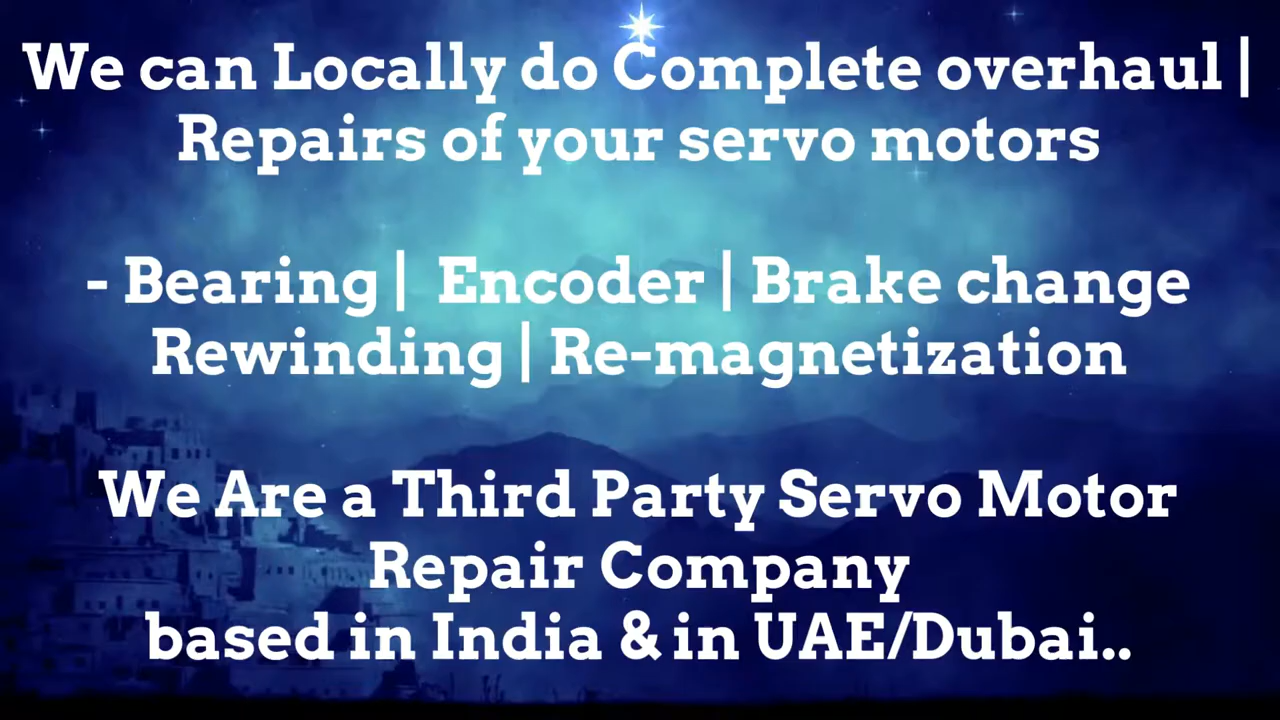 We can Locally do Complete overhaul |
Repairs of your servo motors
- Bearing | Encoder | Brake change
Rewinding | Re-magnetization
We Are a Third Party Servo Motor
Repair Company
based in India & in UAE/Dubai..